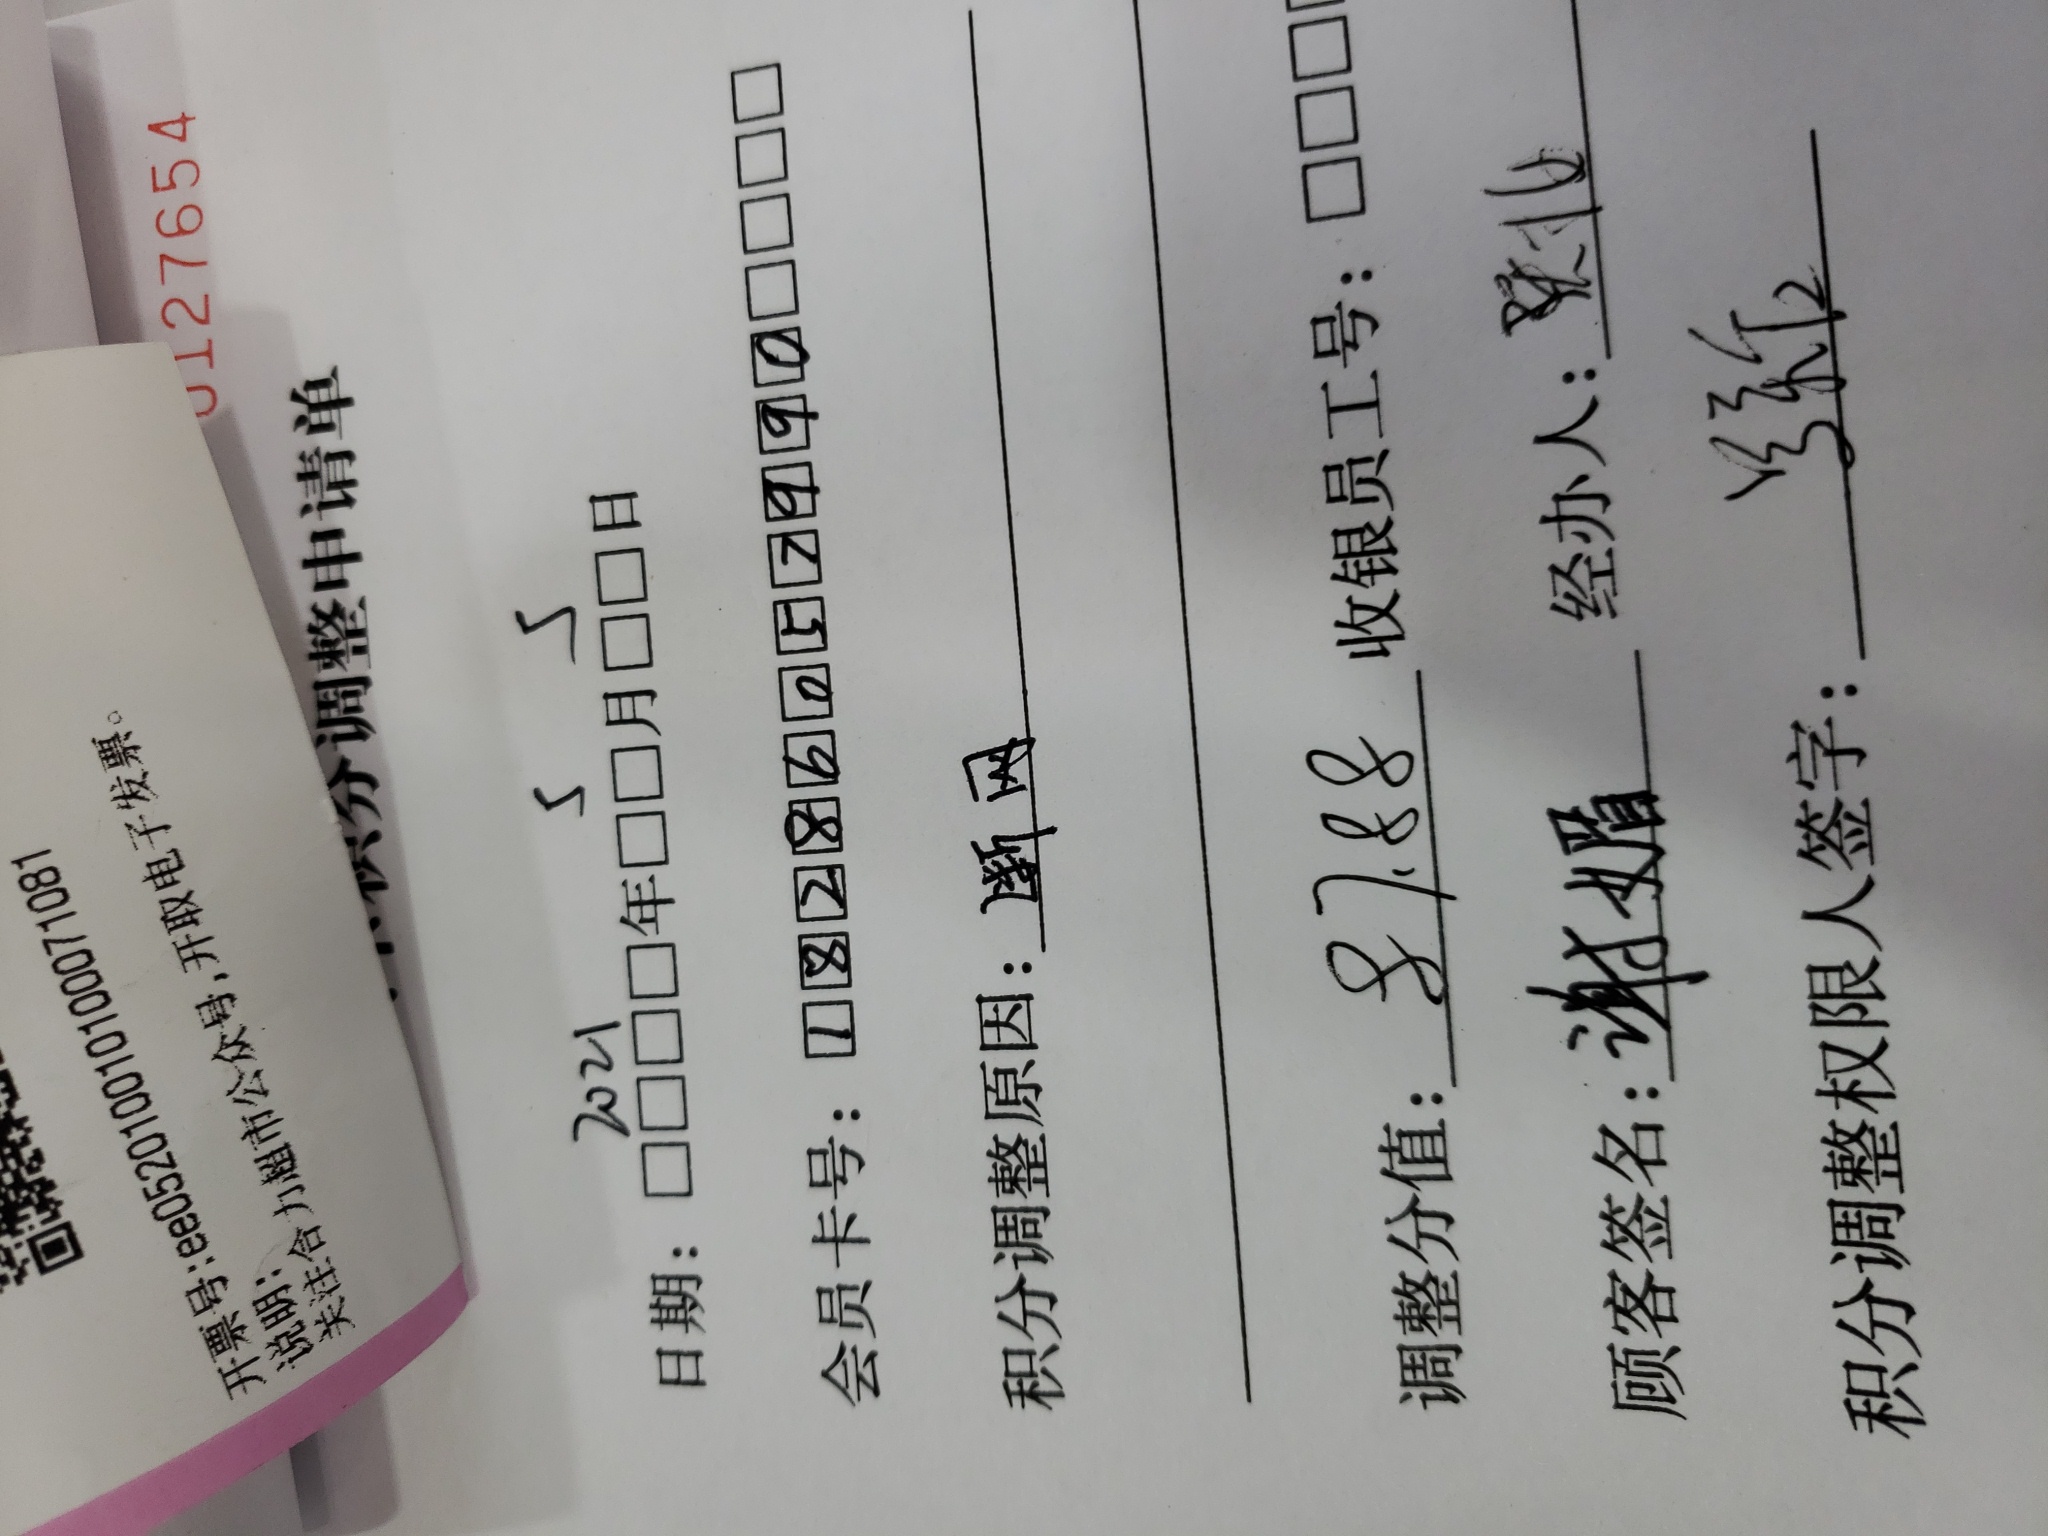 开票号:ee052010010101000071081
说明:
关注:合力超市公众号,开取电子发票。
0127654
积分调整申请单
日期: 2021年5月5日
会员卡号: 18286057990
积分调整原因: 断网
调整分值: 87.88 收银员工号:
顾客签名: 谢娟 经办人:
积分调整权限人签字: